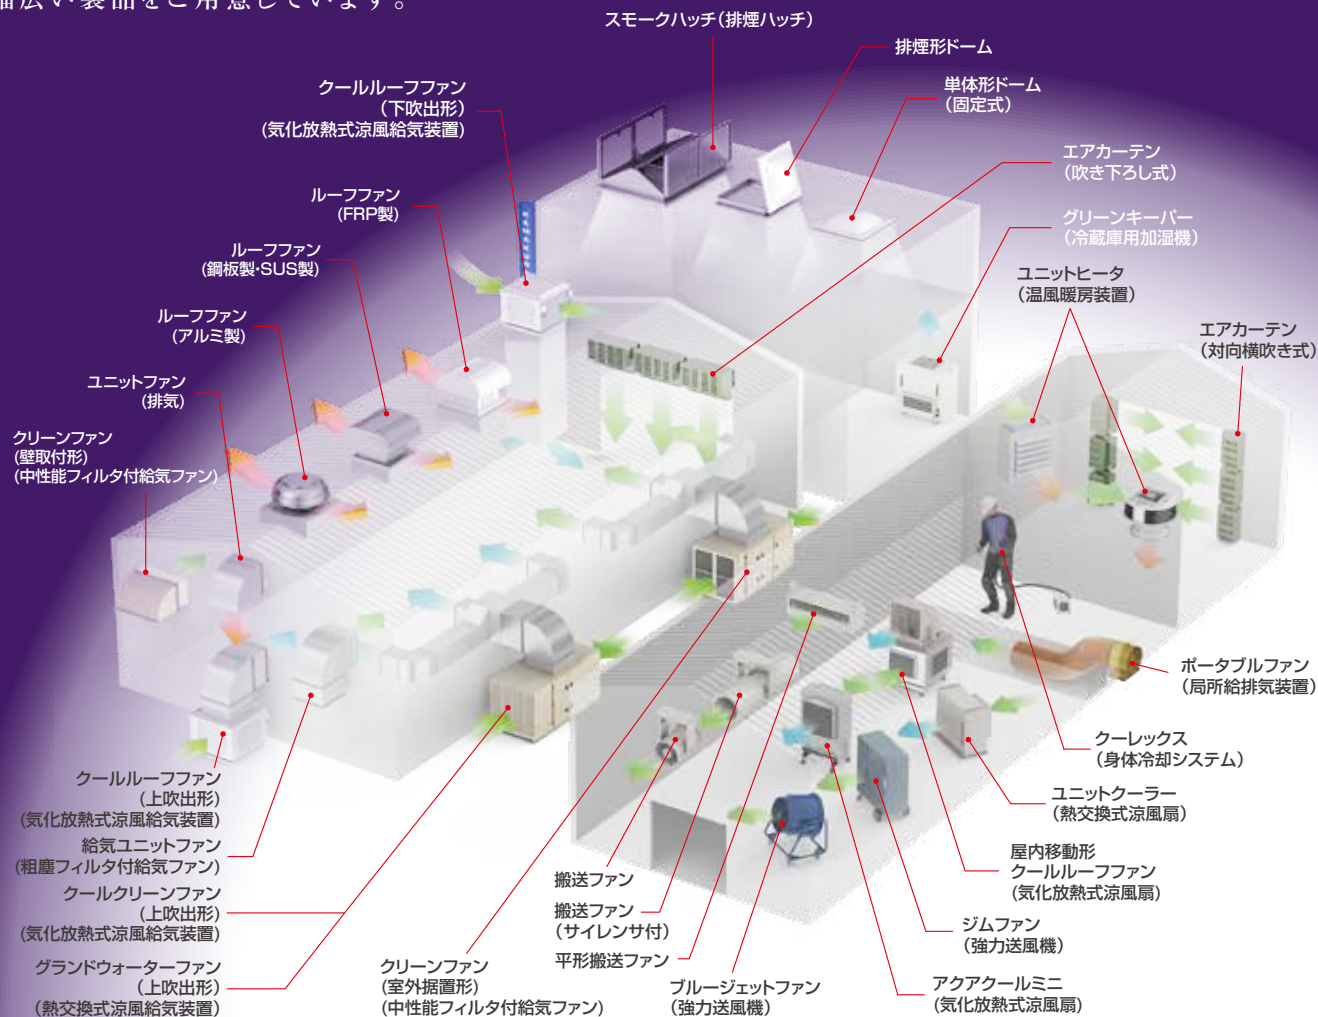 幅広い製品をご用意しています。
スモークハッチ(排煙ハッチ)
排煙形ドーム
単体形ドーム
(固定式)
クールルーフファン
(下吹出形)
(気化放熱式涼風給気装置)
エアカーテン
(吹き下ろし式)
ルーフファン
(FRP製)
グリーンキーパー
(冷蔵庫用加湿機)
ルーフファン
(鋼板製・SUS製)
ユニットヒータ
(温風暖房装置)
ルーフファン
(アルミ製)
エアカーテン
(対向横吹き式)
ユニットファン
(排気)
クリーンファン
(壁取付形)
(中性能フィルタ付給気ファン)
ポータブルファン
(局所給排気装置)
クーレックス
(身体冷却システム)
クールルーフファン
(上吹出形)
(気化放熱式涼風給気装置)
ユニットクーラー
(熱交換式涼風扇)
給気ユニットファン
(粗塵フィルタ付給気ファン)
屋内移動形
クールルーフファン
(気化放熱式涼風扇)
クールクリーンファン
(上吹出形)
(気化放熱式涼風給気装置)
搬送ファン
搬送ファン
(サイレンサ付)
平形搬送ファン
ジムファン
(強力送風機)
グランドウォーターファン
(上吹出形)
(熱交換式涼風給気装置)
クリーンファン
(室外据置形)
(中性能フィルタ付給気ファン)
ブルージェットファン
(強力送風機)
アクアクールミニ
(気化放熱式涼風扇)